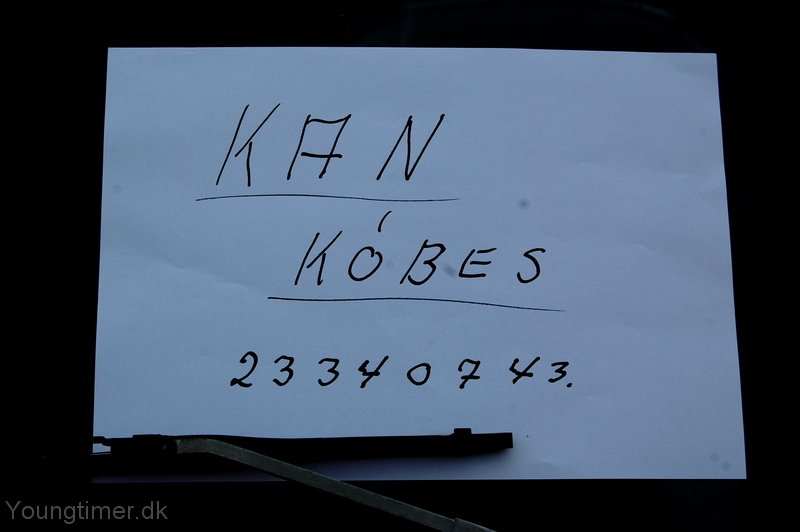 KAN
KÓBES
23340743.
Youngtimer.dk